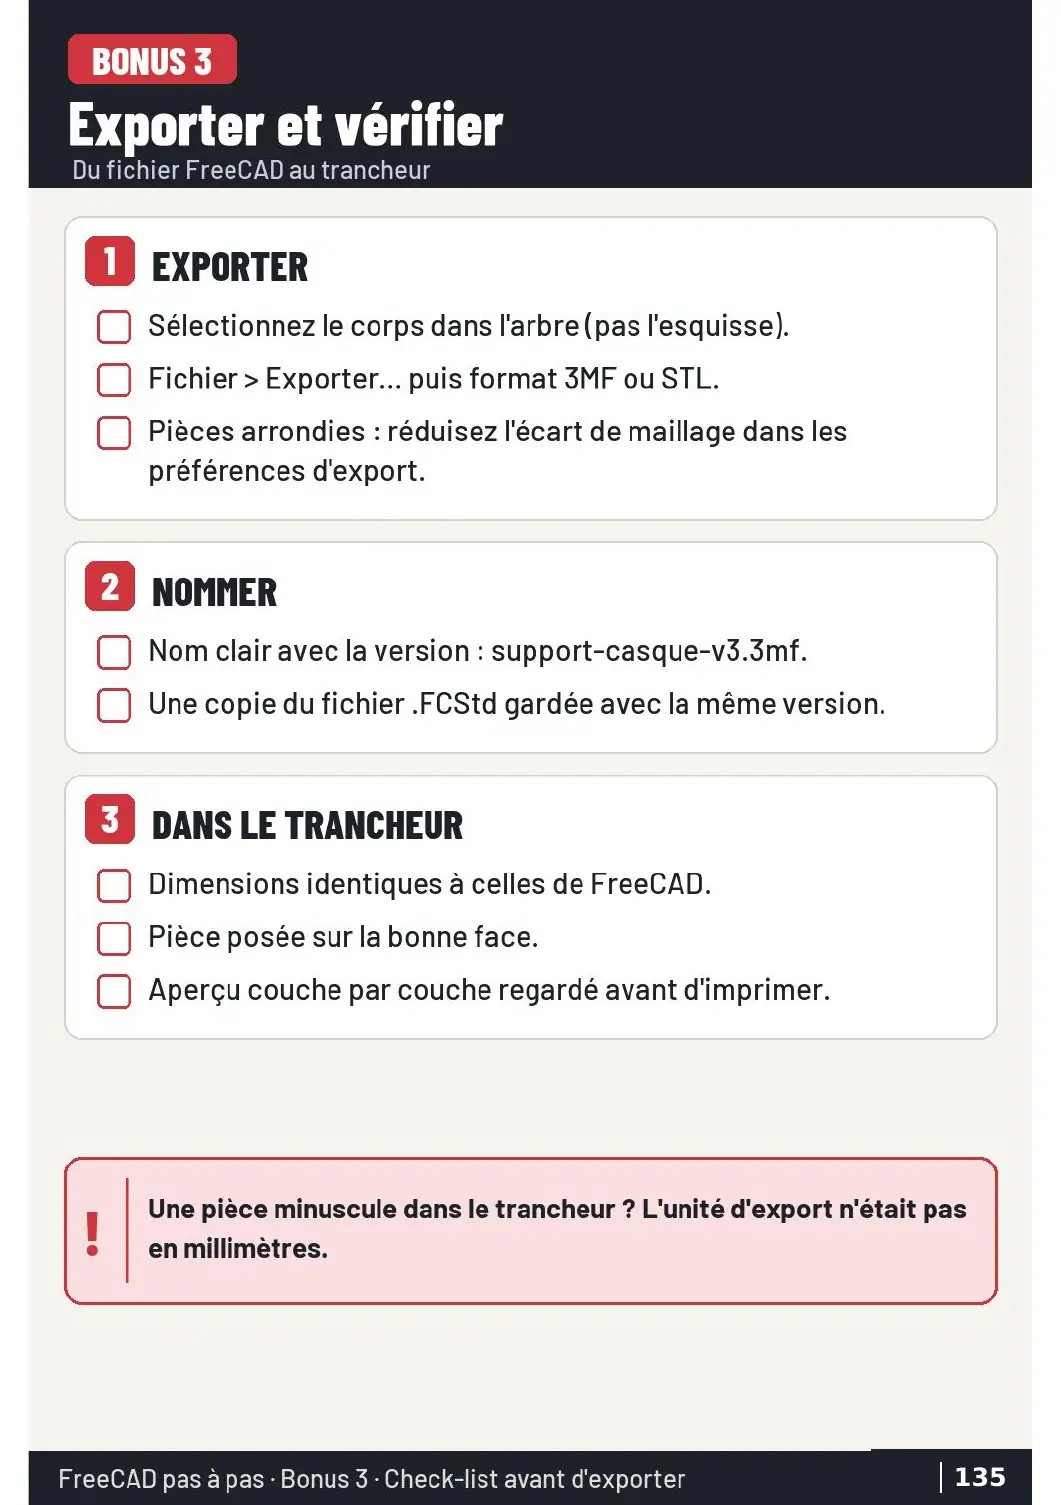 BONUS 3
Exporter et vérifier
Du fichier FreeCAD au trancheur
1 EXPORTER
Sélectionnez le corps dans l'arbre (pas l'esquisse).
Fichier > Exporter... puis format 3MF ou STL.
Pièces arrondies : réduisez l'écart de maillage dans les
préférences d'export.
2 NOMMER
Nom clair avec la version : support-casque-v3.3mf.
Une copie du fichier .FCStd gardée avec la même version.
3 DANS LE TRANCHEUR
Dimensions identiques à celles de FreeCAD.
Pièce posée sur la bonne face.
Aperçu couche par couche regardé avant d'imprimer.
! Une pièce minuscule dans le trancheur ? L'unité d'export n'était pas
en millimètres.
FreeCAD pas à pas · Bonus 3 · Check-list avant d'exporter | 135